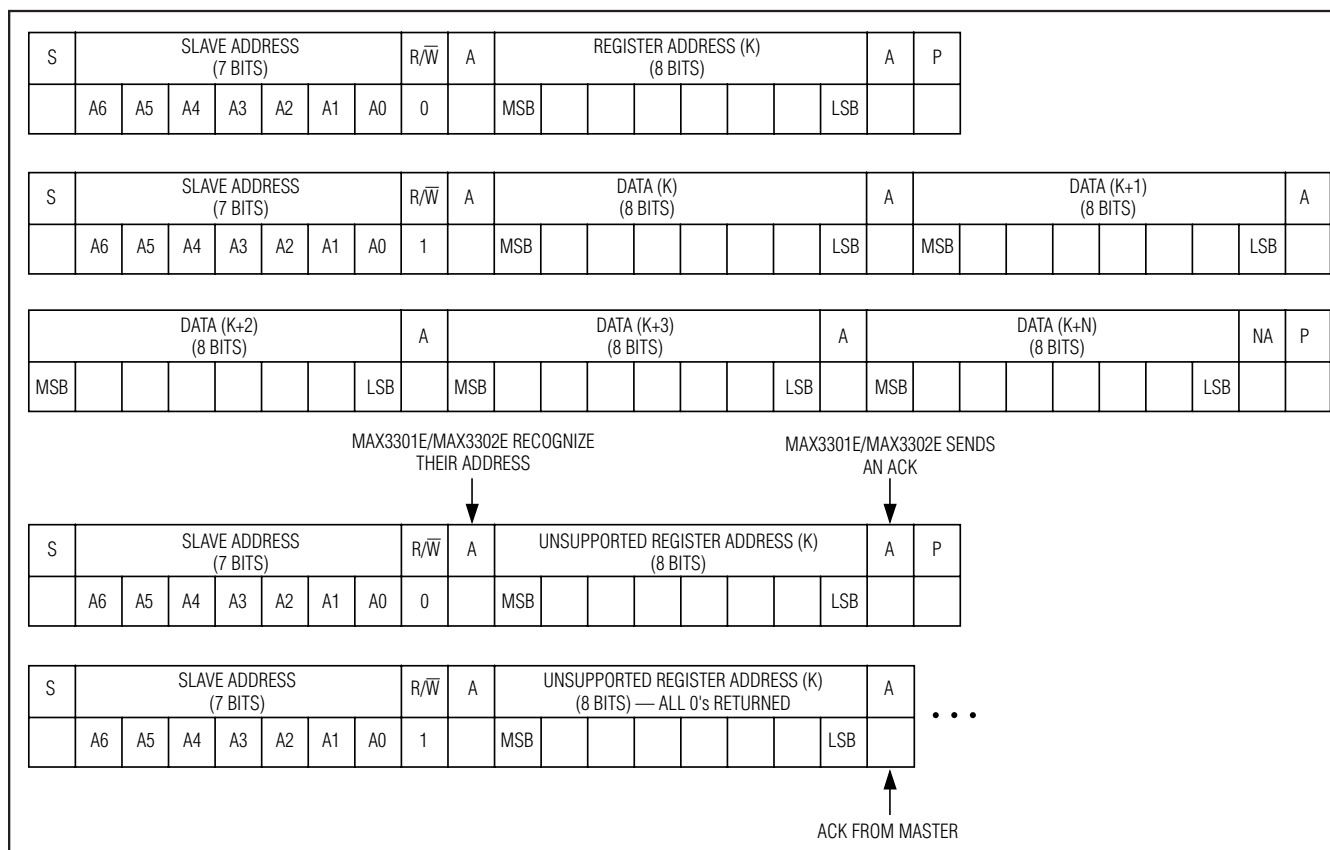 S SLAVE ADDRESS R/W̅ A REGISTER ADDRESS (K) A P
(7 BITS) (8 BITS)
A6 A5 A4 A3 A2 A1 A0 0 MSB LSB
S SLAVE ADDRESS R/W̅ A DATA (K) A DATA (K+1) A
(7 BITS) (8 BITS) (8 BITS)
A6 A5 A4 A3 A2 A1 A0 1 MSB LSB MSB LSB
DATA (K+2) A DATA (K+3) A DATA (K+N) NA P
(8 BITS) (8 BITS) (8 BITS)
MSB LSB MSB LSB MSB LSB
MAX3301E/MAX3302E RECOGNIZE
THEIR ADDRESS
MAX3301E/MAX3302E SENDS
AN ACK
S SLAVE ADDRESS R/W̅ A UNSUPPORTED REGISTER ADDRESS (K) A P
(7 BITS) (8 BITS)
A6 A5 A4 A3 A2 A1 A0 0 MSB LSB
S SLAVE ADDRESS R/W̅ A UNSUPPORTED REGISTER ADDRESS (K) A
(7 BITS) (8 BITS) — ALL 0's RETURNED
A6 A5 A4 A3 A2 A1 A0 1 MSB LSB
• • •
ACK FROM MASTER